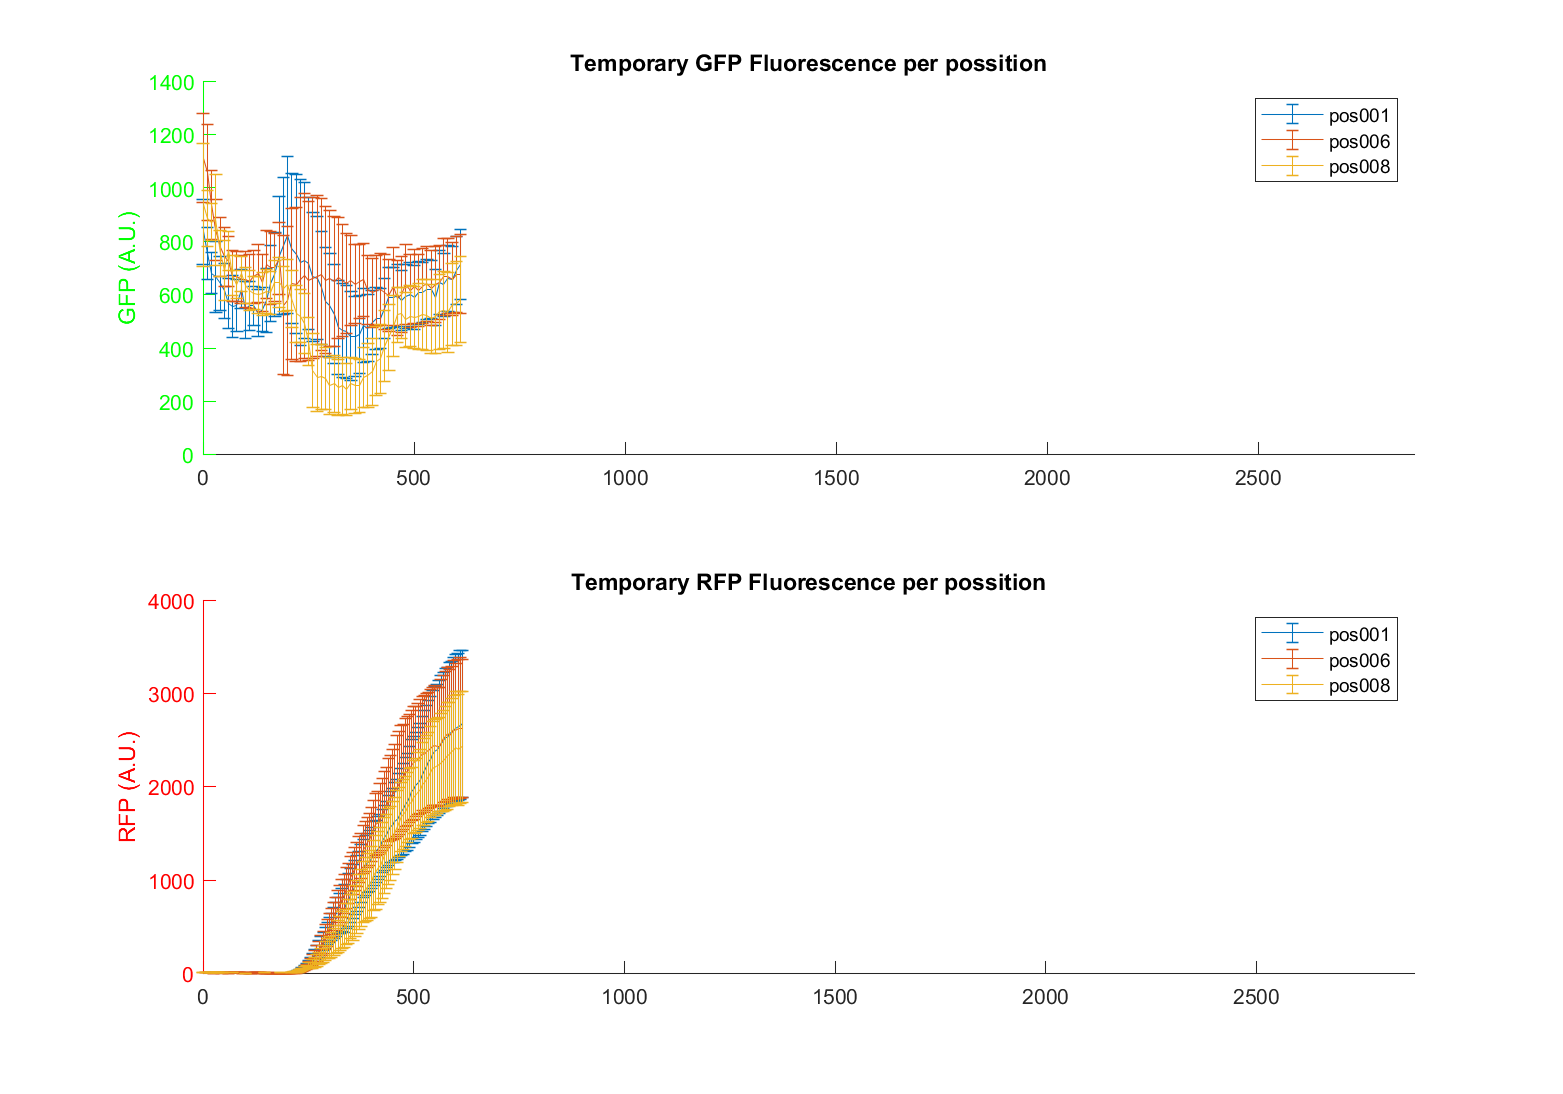 Temporary GFP Fluorescence per possition
1400
1200
1000
800
600
400
200
0
GFP (A.U.)
0 500 1000 1500 2000 2500
pos001
pos006
pos008
Temporary RFP Fluorescence per possition
4000
3000
2000
1000
0
RFP (A.U.)
0 500 1000 1500 2000 2500
pos001
pos006
pos008